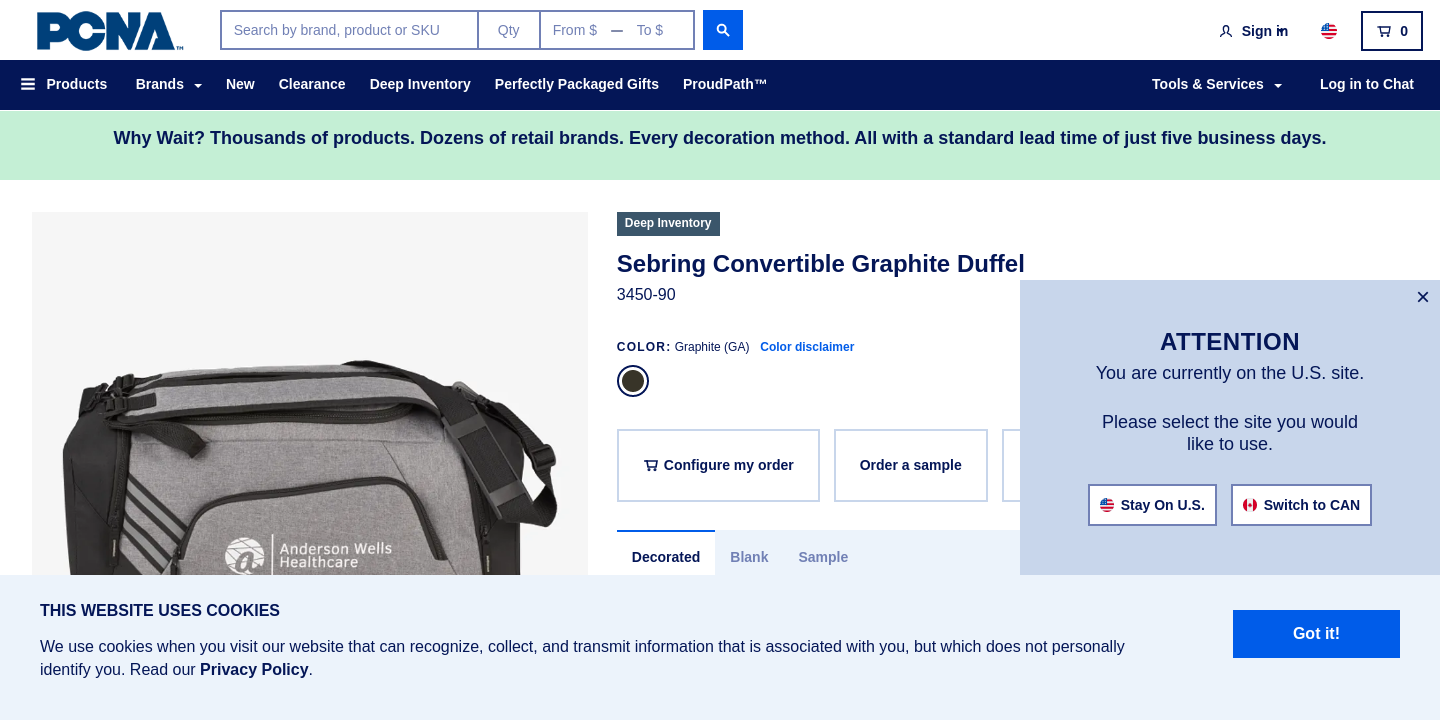 PCNA™
Search by brand, product or SKU
Qty
From $ — To $
Sign in
0
Products
Brands
New
Clearance
Deep Inventory
Perfectly Packaged Gifts
ProudPath™
Tools & Services
Log in to Chat
Why Wait? Thousands of products. Dozens of retail brands. Every decoration method. All with a standard lead time of just five business days.
Deep Inventory
Sebring Convertible Graphite Duffel
3450-90
COLOR: Graphite (GA) Color disclaimer
Configure my order
Order a sample
Decorated
Blank
Sample
Anderson Wells
Healthcare
×
ATTENTION
You are currently on the U.S. site.
Please select the site you would
like to use.
Stay On U.S.
Switch to CAN
THIS WEBSITE USES COOKIES
We use cookies when you visit our website that can recognize, collect, and transmit information that is associated with you, but which does not personally
identify you. Read our Privacy Policy.
Got it!